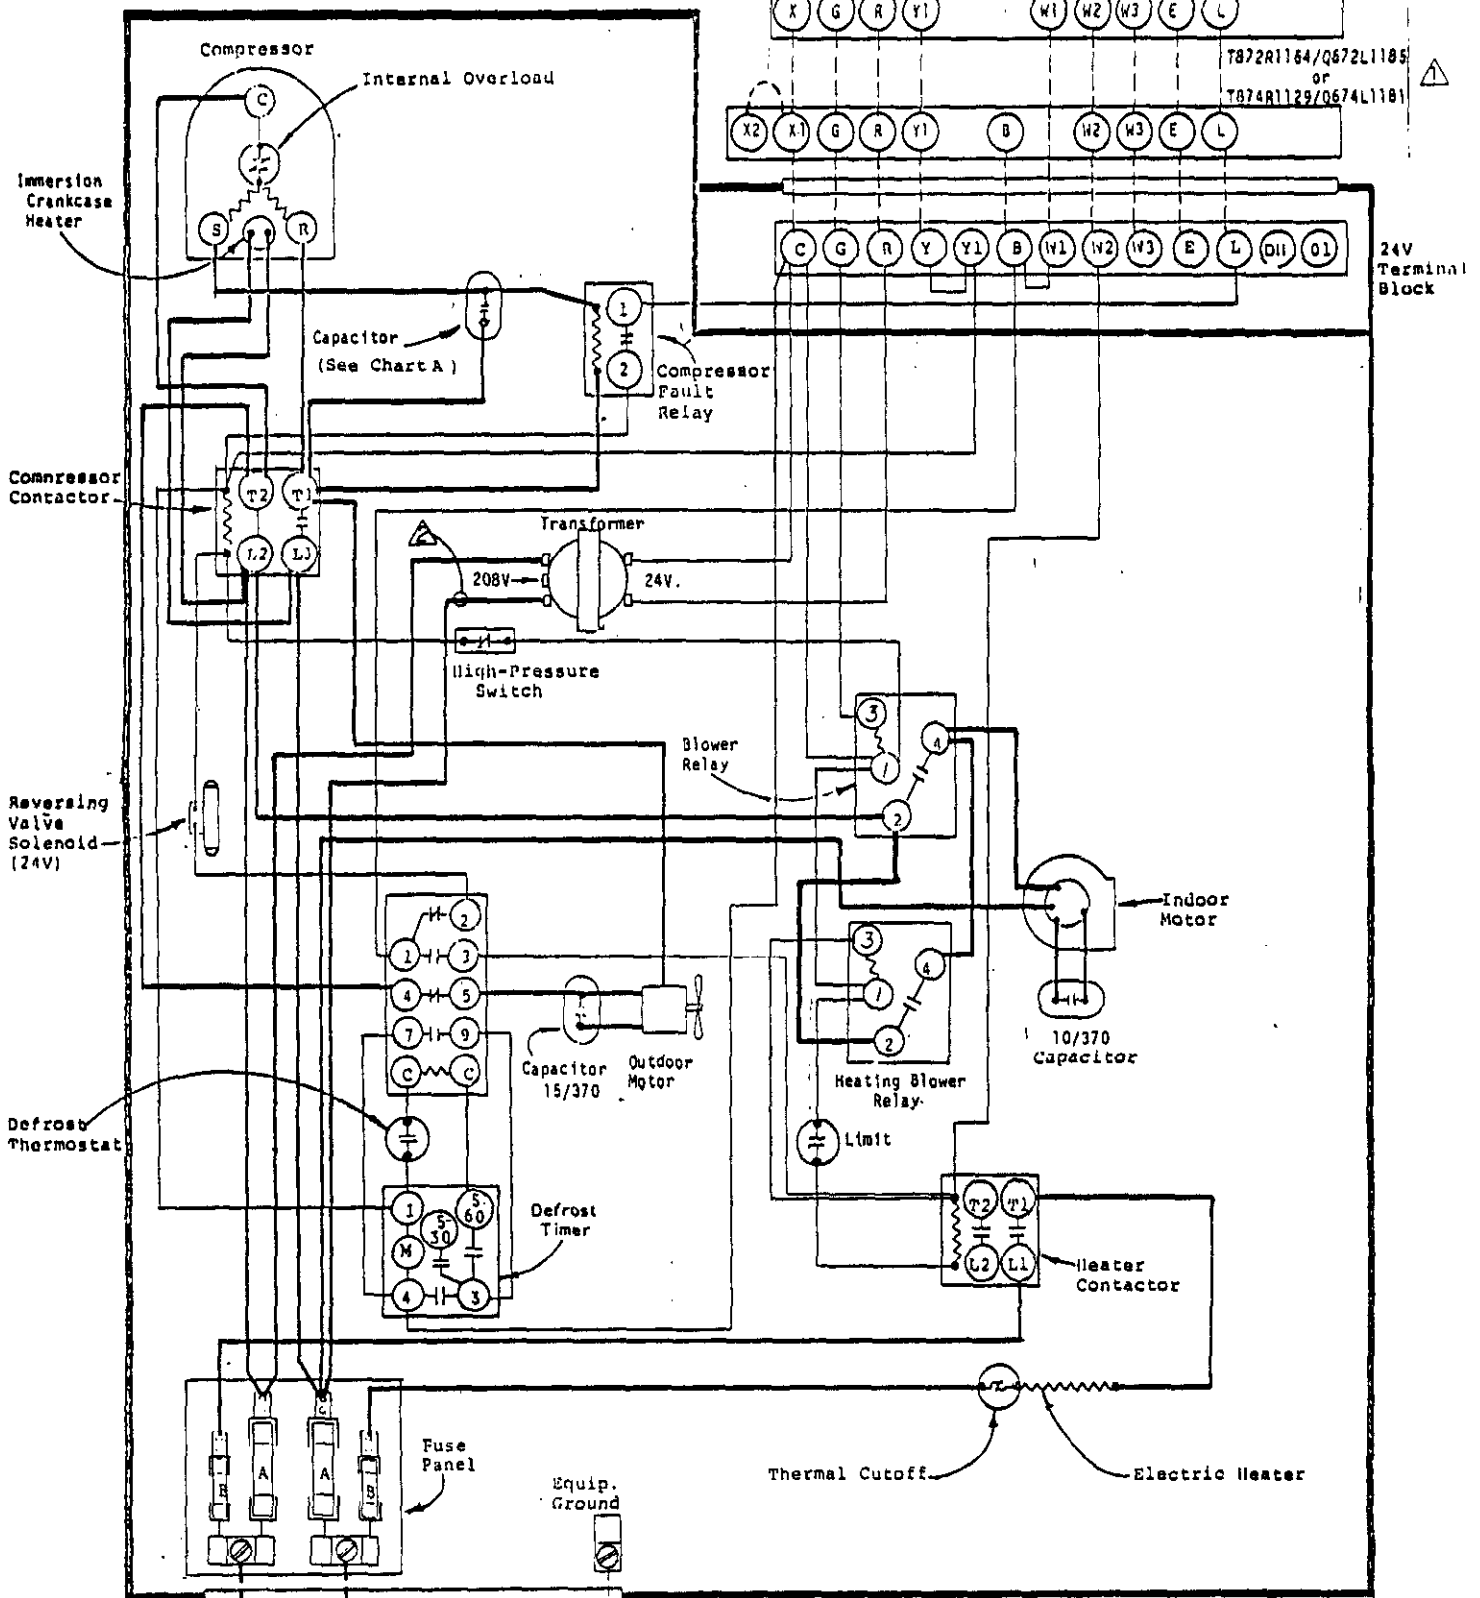 X G R Y1 W1 W2 W3 E L
T872R1164/Q672L1185
or
T874R1129/Q674L1181
1
X2 X1 G R Y1 B W2 W3 E L
C G R Y Y1 B W1 W2 W3 E L D11 O1
24V
Terminal
Block
Compressor
Internal Overload
C
S R
Immersion
Crankcase
Heater
Capacitor
(See Chart A)
1
2
Compressor
Fault
Relay
Compressor
Contactor
T2 T1
L2 L1
2
Transformer
208V
24V.
High-Pressure
Switch
Blower
Relay
3
4
1
2
Reversing
Valve
Solenoid
(24V)
2
1 3
4 5
7 9
C C
Capacitor
15/370
Outdoor
Motor
3
4
1
2
Heating Blower
Relay
Indoor
Motor
10/370
Capacitor
Defrost
Thermostat
Limit
1
S-
30
S-
60
M
4 3
Defrost
Timer
T2 T1
L2 L1
Heater
Contactor
B A A B
Fuse
Panel
Equip.
Ground
Thermal Cutoff
Electric Heater